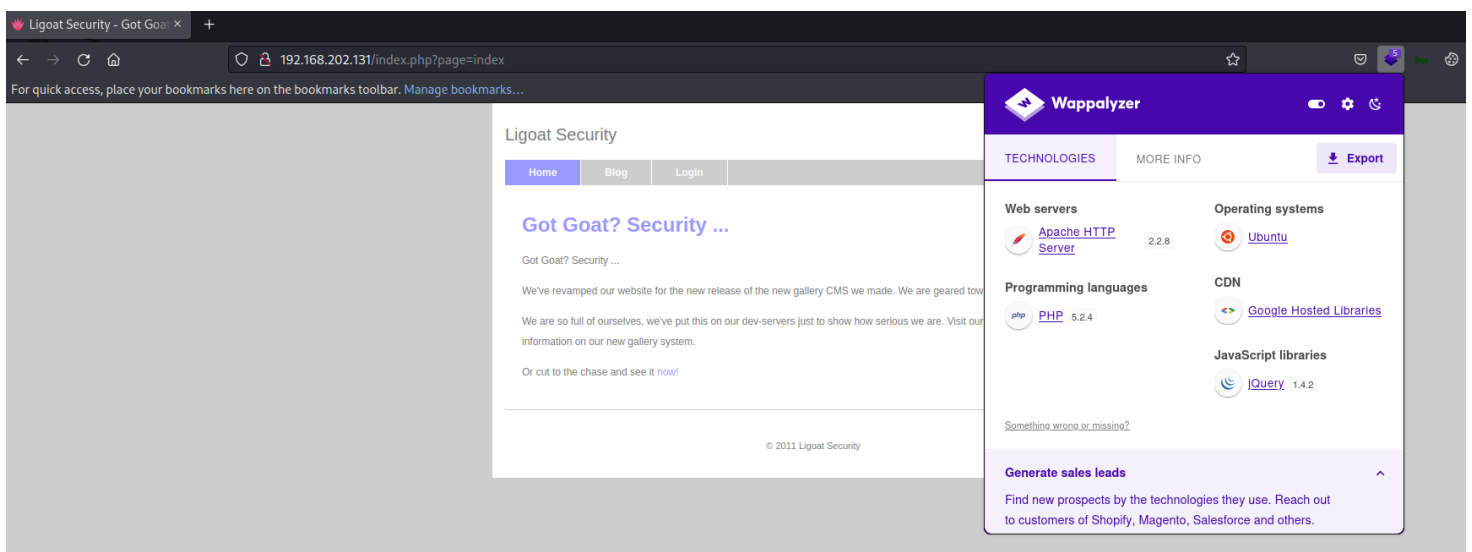 Ligoat Security - Got Goat
192.168.202.131/index.php?page=index
5
For quick access, place your bookmarks here on the bookmarks toolbar. Manage bookmarks...
Ligoat Security
Home Blog Login
Got Goat? Security ...
Got Goat? Security ...
We've revamped our website for the new release of the new gallery CMS we made. We are geared tow
We are so full of ourselves, we've put this on our dev-servers just to show how serious we are. Visit our
information on our new gallery system.
Or cut to the chase and see it now!
© 2011 Ligoat Security
Wappalyzer
TECHNOLOGIES MORE INFO Export
Web servers
Apache HTTP
Server 2.2.8
Programming languages
php PHP 5.2.4
Operating systems
Ubuntu
CDN
Google Hosted Libraries
JavaScript libraries
jQuery 1.4.2
Something wrong or missing?
Generate sales leads
Find new prospects by the technologies they use. Reach out
to customers of Shopify, Magento, Salesforce and others.